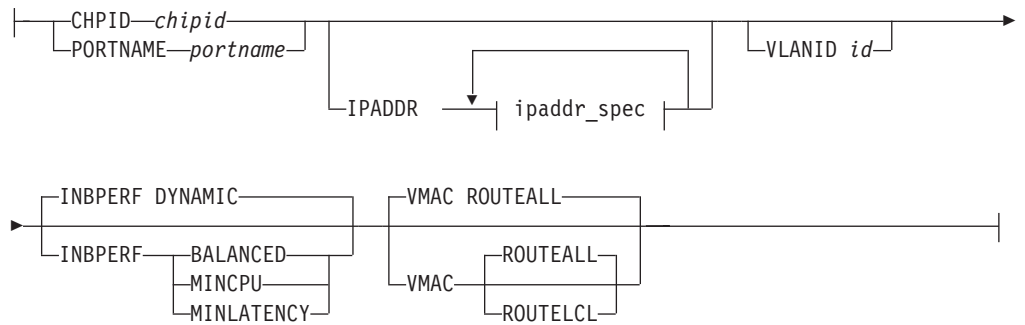 CHPID chipid
PORTNAME portname
VLANID id
IPADDR ipaddr_spec
INBPERF DYNAMIC VMAC ROUTEALL
INBPERF BALANCED ROUTEALL
MINCPU VMAC
MINLATENCY ROUTELCL